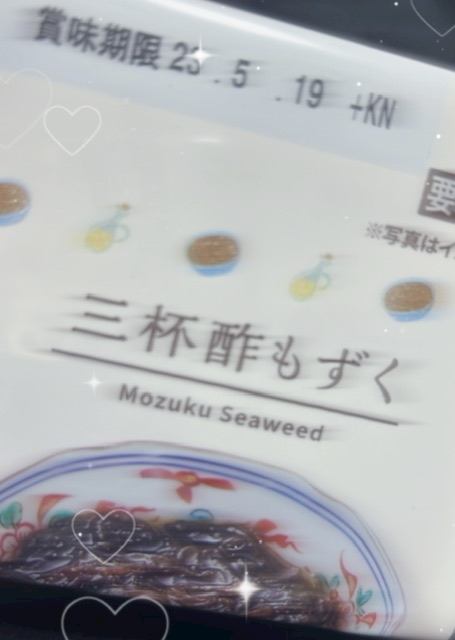 賞味期限 23.5.19 +KN
要
※写真はイ
三杯酢もずく
Mozuku Seaweed